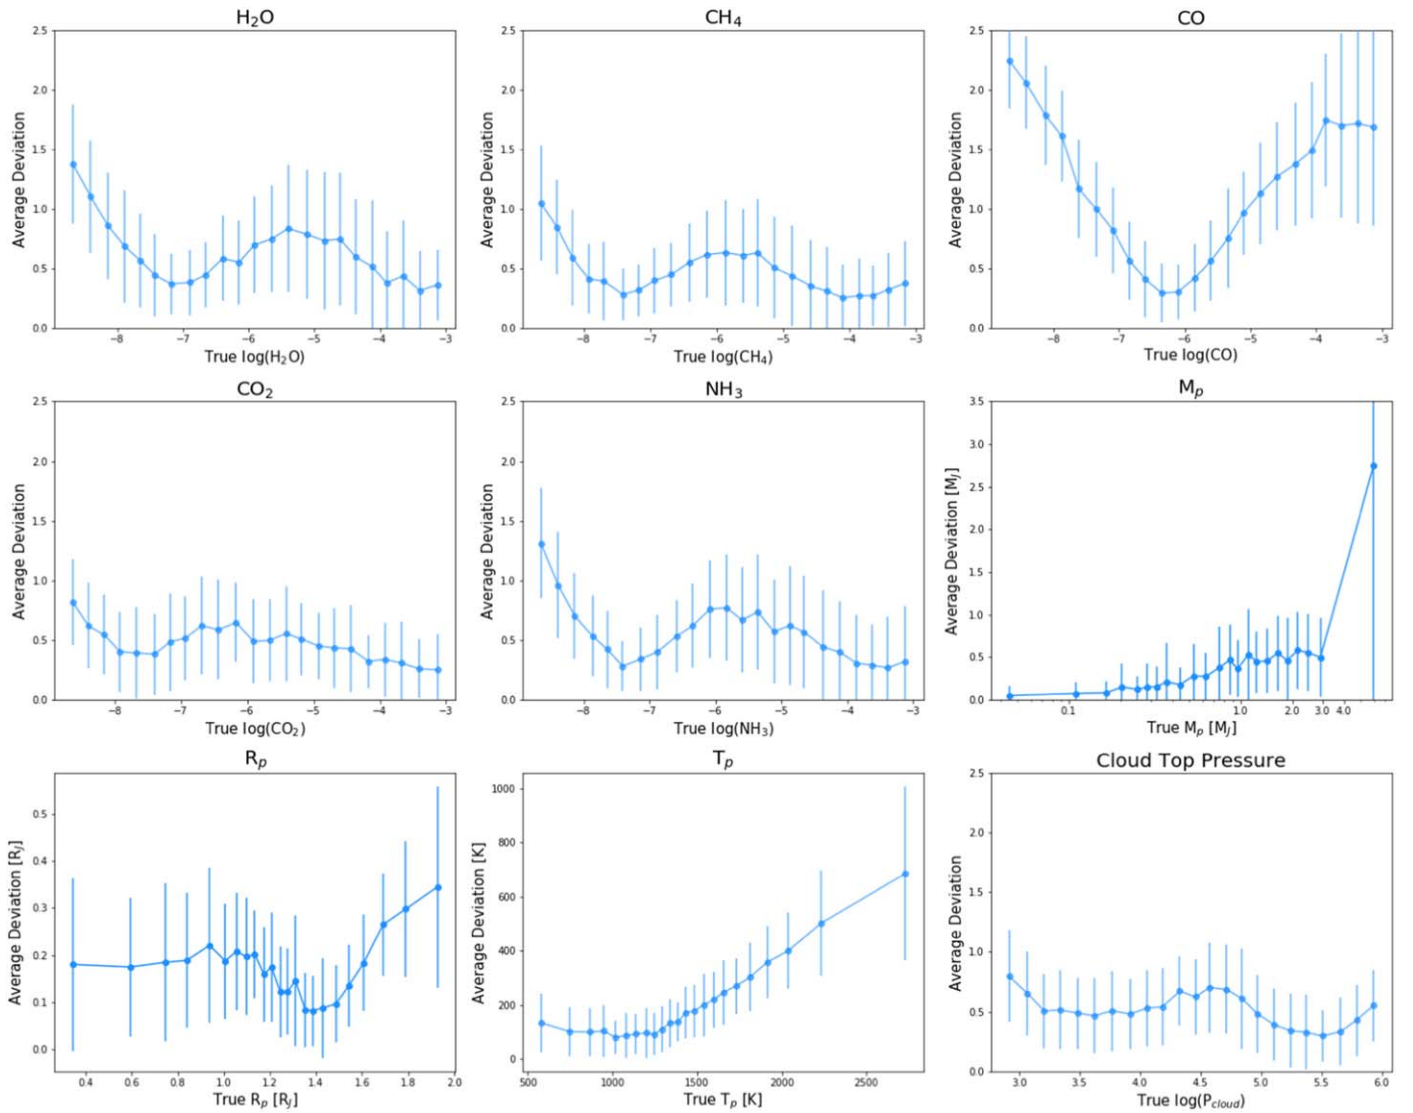 H₂O
CH₄
CO
2.5 2.0 1.5 1.0 0.5 0.0
Average Deviation
−8 −7 −6 −5 −4 −3
True log(H₂O)
2.5 2.0 1.5 1.0 0.5 0.0
Average Deviation
−8 −7 −6 −5 −4 −3
True log(CH₄)
2.5 2.0 1.5 1.0 0.5 0.0
Average Deviation
−8 −7 −6 −5 −4 −3
True log(CO)
CO₂
NH₃
Mₚ
2.5 2.0 1.5 1.0 0.5 0.0
Average Deviation
−8 −7 −6 −5 −4 −3
True log(CO₂)
2.5 2.0 1.5 1.0 0.5 0.0
Average Deviation
−8 −7 −6 −5 −4 −3
True log(NH₃)
3.5 3.0 2.5 2.0 1.5 1.0 0.5 0.0
Average Deviation [M_J]
0.1 1.0 2.0 3.0 4.0
True Mₚ [M_J]
Rₚ
Tₚ
Cloud Top Pressure
0.5 0.4 0.3 0.2 0.1 0.0
Average Deviation [R_J]
0.4 0.6 0.8 1.0 1.2 1.4 1.6 1.8 2.0
True Rₚ [R_J]
1000 800 600 400 200 0
Average Deviation [K]
500 1000 1500 2000 2500
True Tₚ [K]
2.5 2.0 1.5 1.0 0.5 0.0
Average Deviation
3.0 3.5 4.0 4.5 5.0 5.5 6.0
True log(P_cloud)